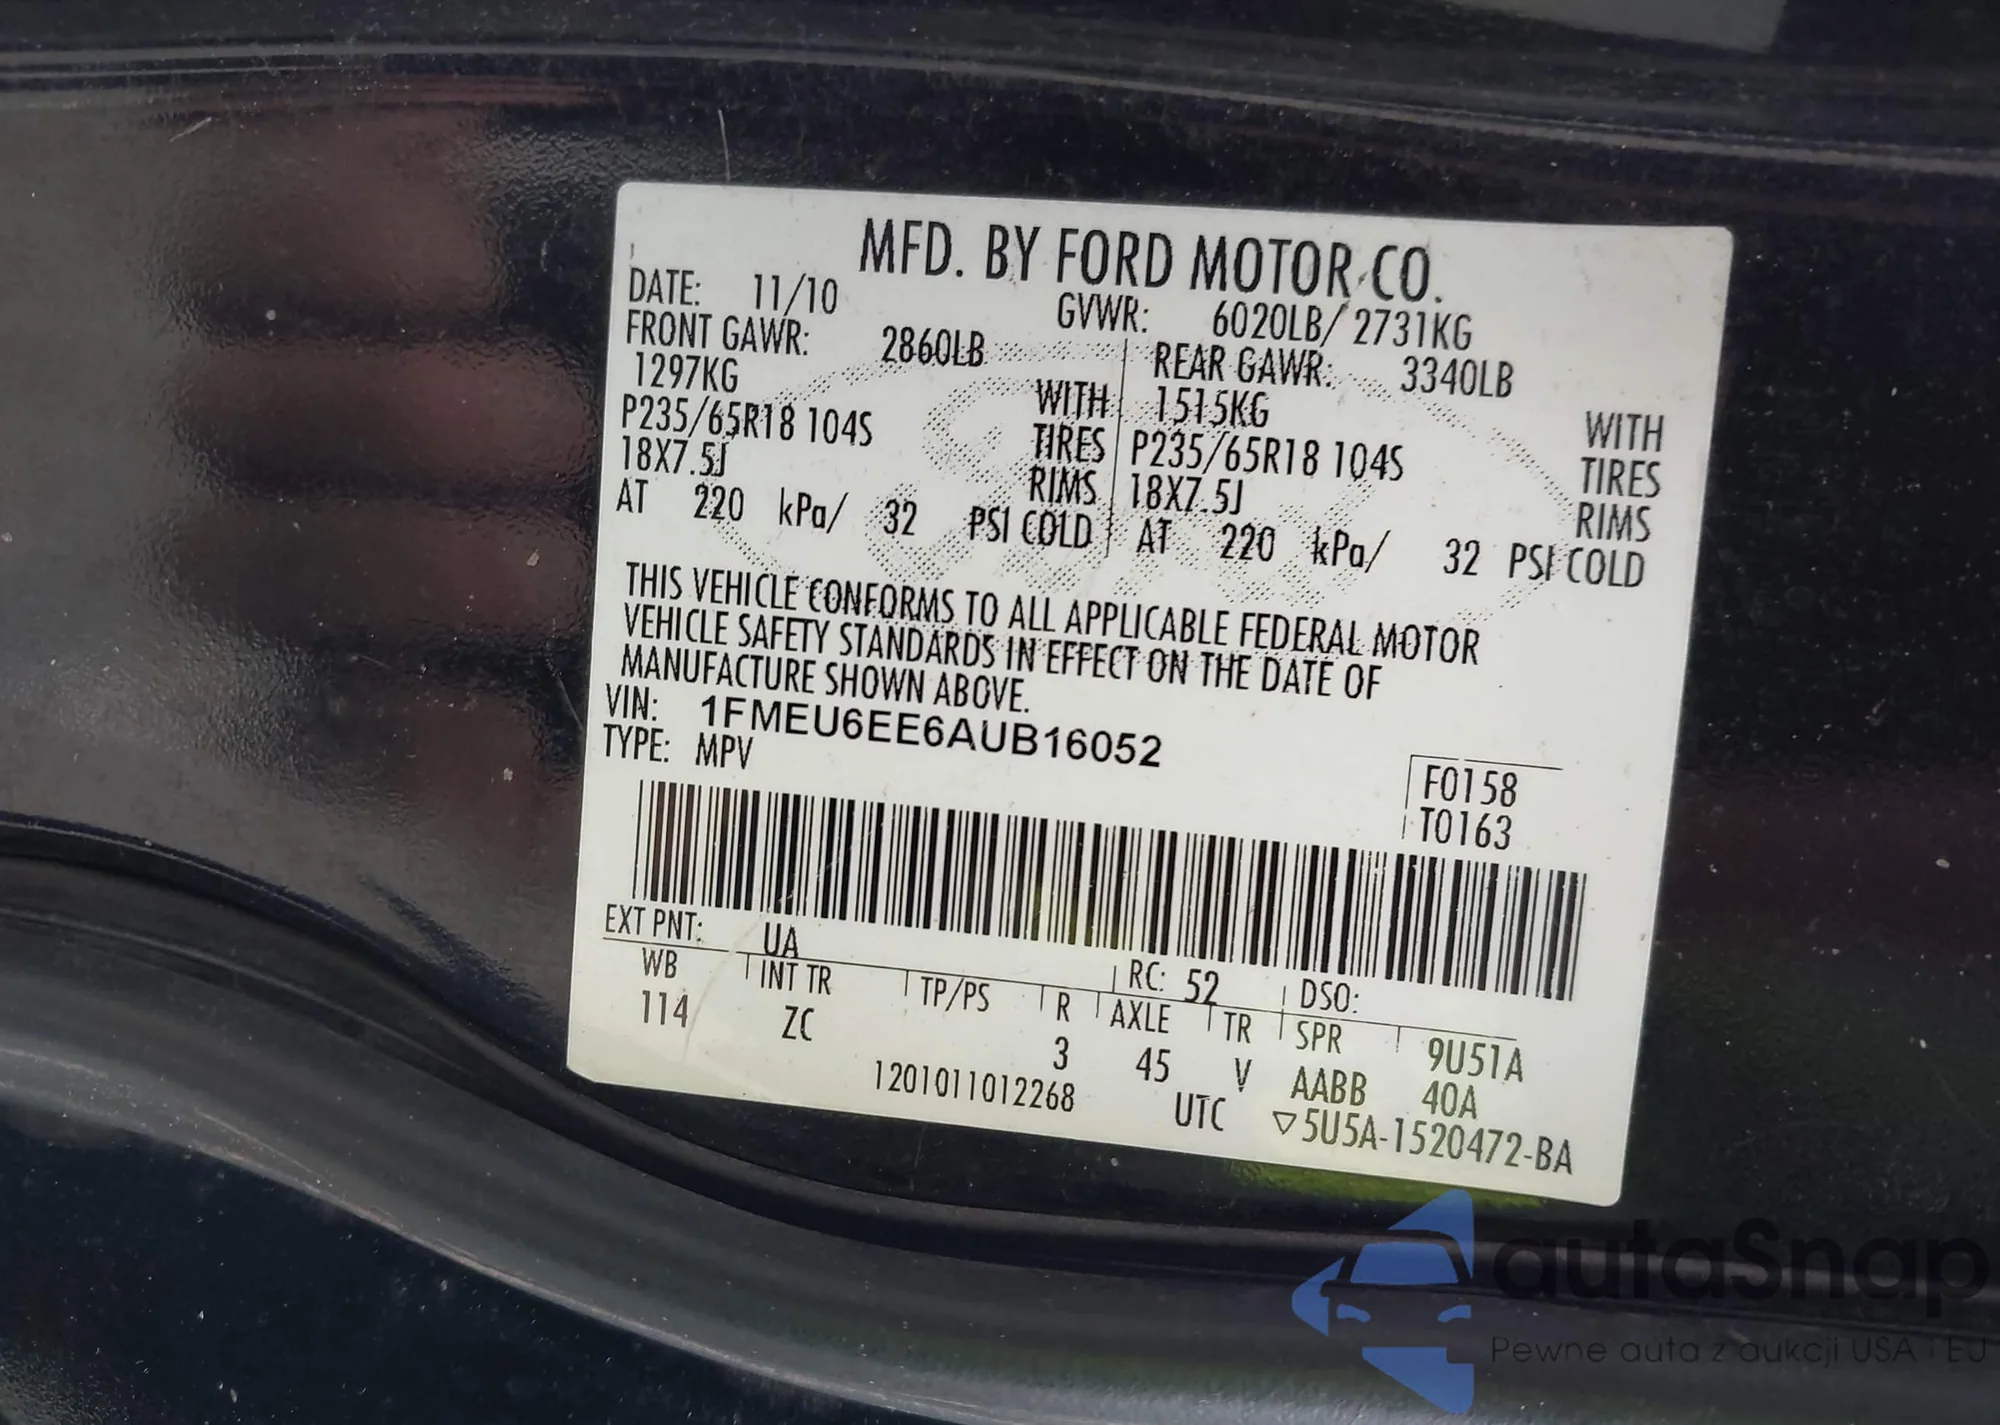 MFD. BY FORD MOTOR CO.
DATE: 11/10 GVWR: 6020LB/ 2731KG
FRONT GAWR: 2860LB REAR GAWR: 3340LB
1297KG WITH 1515KG WITH
P235/65R18 104S TIRES P235/65R18 104S TIRES
18X7.5J RIMS 18X7.5J RIMS
AT 220 kPa/ 32 PSI COLD AT 220 kPa/ 32 PSI COLD
THIS VEHICLE CONFORMS TO ALL APPLICABLE FEDERAL MOTOR
VEHICLE SAFETY STANDARDS IN EFFECT ON THE DATE OF
MANUFACTURE SHOWN ABOVE.
VIN: 1FMEU6EE6AUB16052
TYPE: MPV
F0158
T0163
EXT PNT: UA RC: 52 DSO:
WB INT TR TP/PS R AXLE TR SPR 9U51A
114 ZC 3 45 V AABB 40A
1201011012268 UTC ▽5U5A-1520472-BA
autaSnap
Pewne auta z aukcji USA i EU